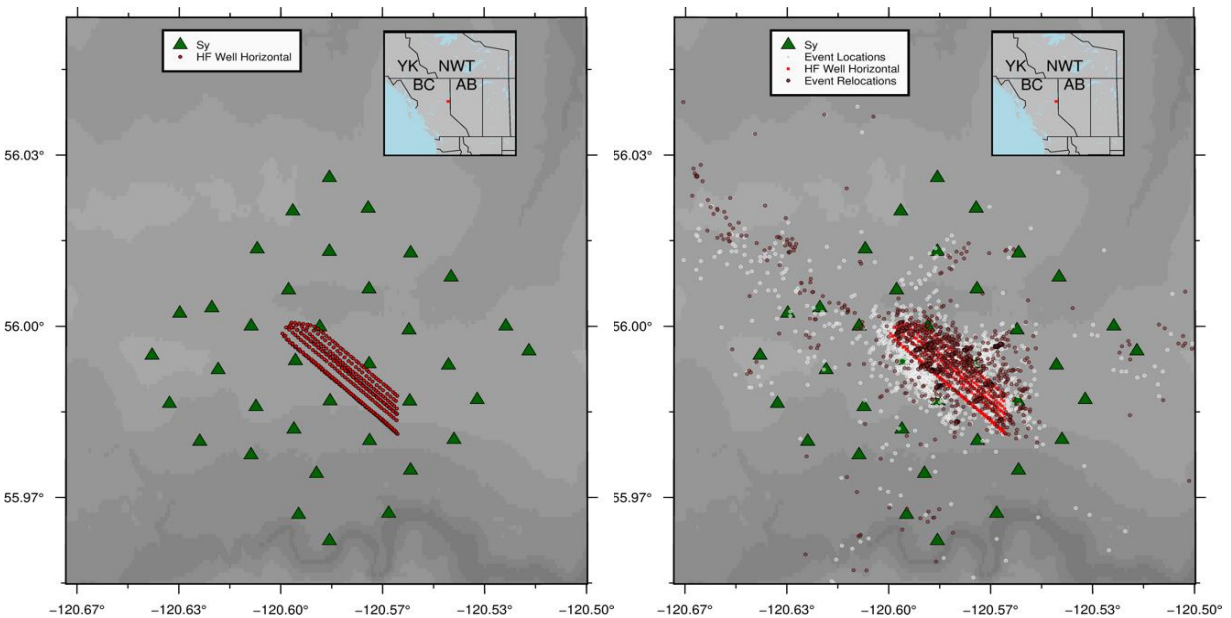 Sy
HF Well Horizontal
YK NWT
BC AB
56.03°
56.00°
55.97°
−120.67° −120.63° −120.60° −120.57° −120.53° −120.50°
Sy
Event Locations
HF Well Horizontal
Event Relocations
YK NWT
BC AB
56.03°
56.00°
55.97°
−120.67° −120.63° −120.60° −120.57° −120.53° −120.50°